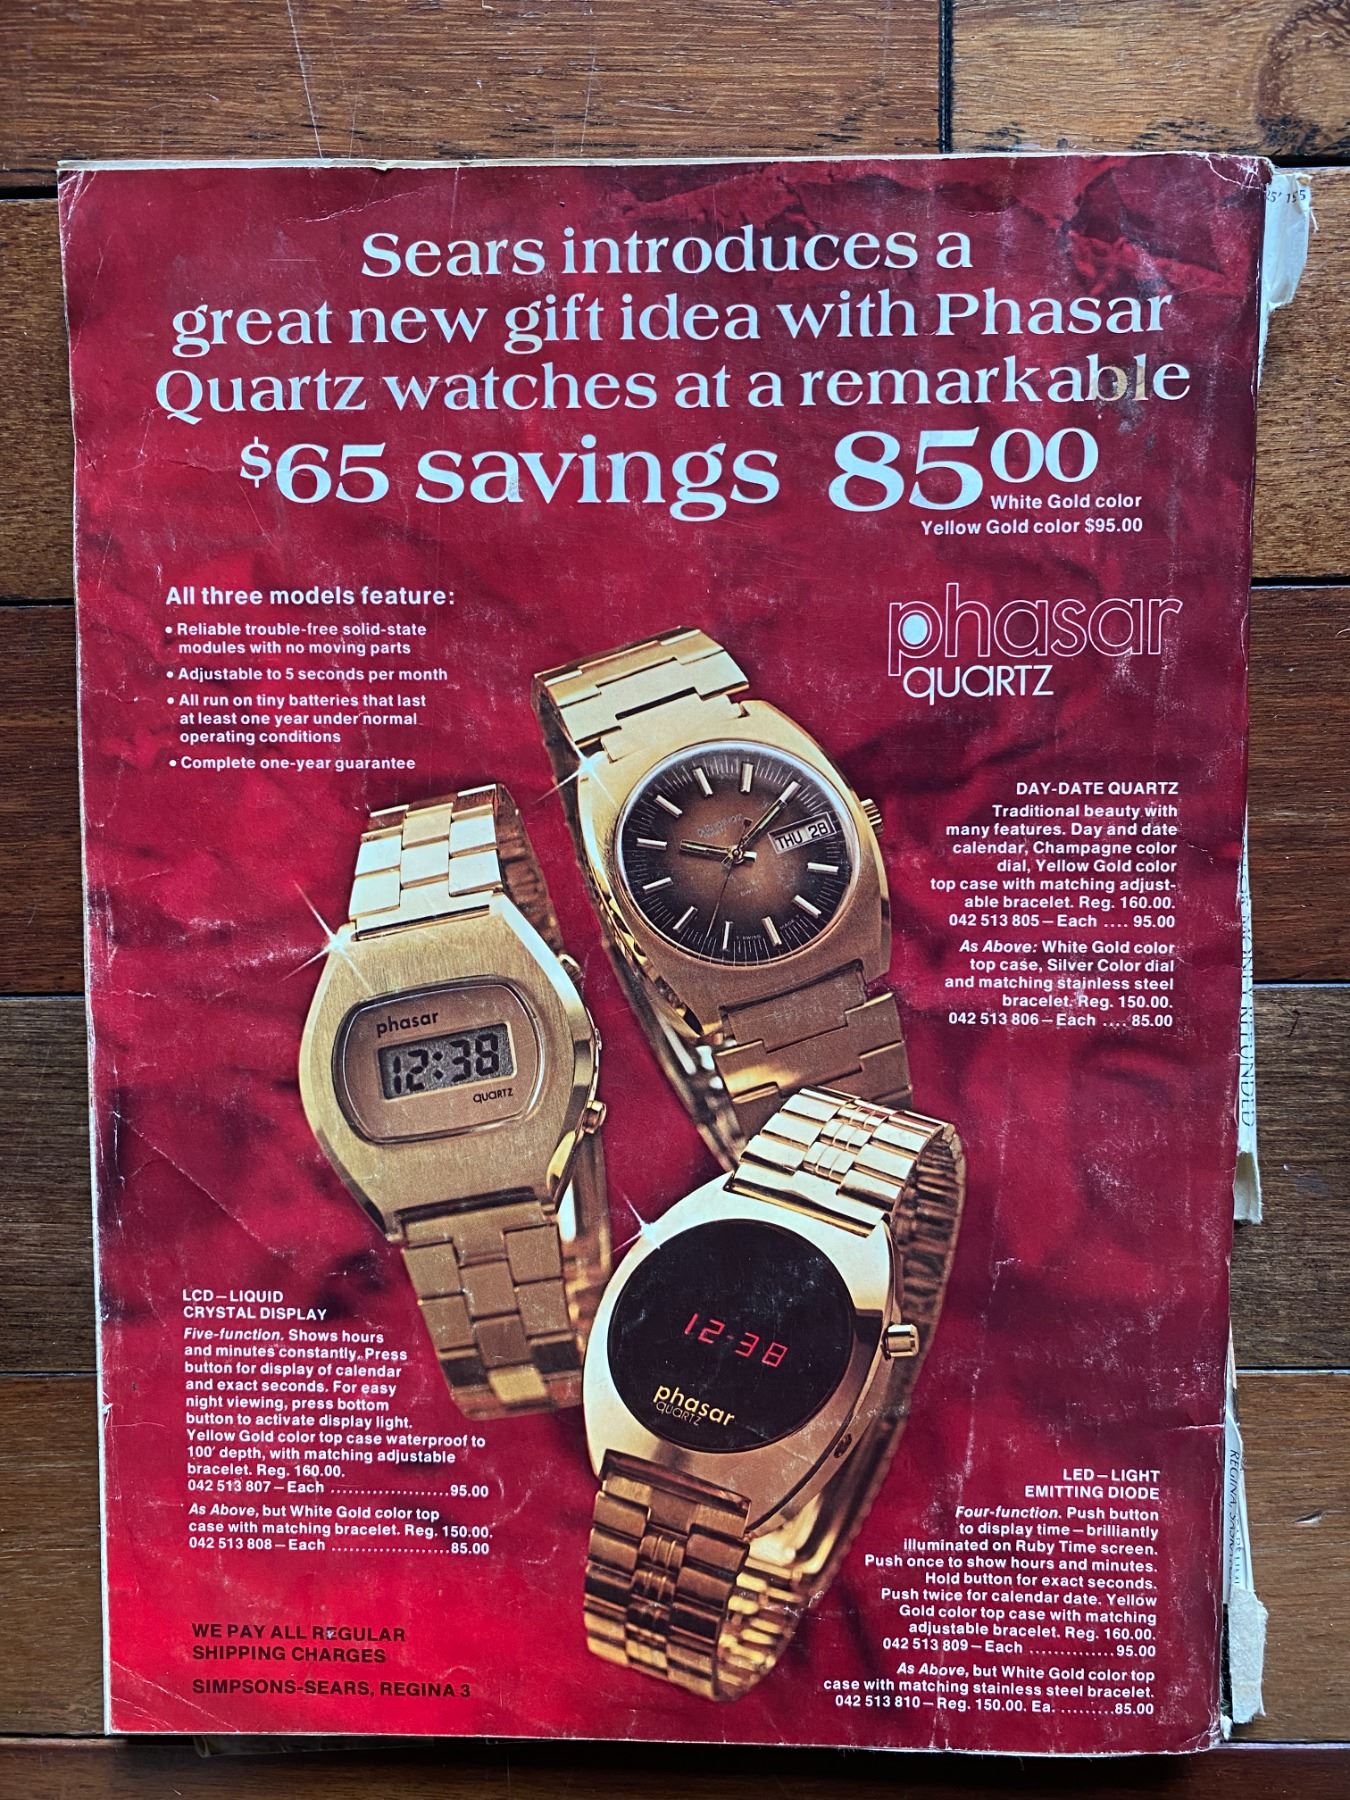 Sears introduces a
great new gift idea with Phasar
Quartz watches at a remarkable
$65 savings 85⁰⁰
White Gold color
Yellow Gold color $95.00
All three models feature:
• Reliable trouble-free solid-state
modules with no moving parts
• Adjustable to 5 seconds per month
• All run on tiny batteries that last
at least one year under normal
operating conditions
• Complete one-year guarantee
phasar
QUARTZ
THU 28
DAY-DATE QUARTZ
Traditional beauty with
many features. Day and date
calendar, Champagne color
dial, Yellow Gold color
top case with matching adjust-
able bracelet. Reg. 160.00.
042 513 805 – Each .... 95.00
As Above: White Gold color
top case, Silver Color dial
and matching stainless steel
bracelet. Reg. 150.00.
042 513 806 – Each .... 85.00
phasar
12:38
QUARTZ
12:38
phasar
QUARTZ
LCD – LIQUID
CRYSTAL DISPLAY
Five-function. Shows hours
and minutes constantly. Press
button for display of calendar
and exact seconds. For easy
night viewing, press bottom
button to activate display light.
Yellow Gold color top case waterproof to
100' depth, with matching adjustable
bracelet. Reg. 160.00.
042 513 807 – Each ....................95.00
As Above, but White Gold color top
case with matching bracelet. Reg. 150.00.
042 513 808 – Each ....................85.00
LED – LIGHT
EMITTING DIODE
Four-function. Push button
to display time – brilliantly
illuminated on Ruby Time screen.
Push once to show hours and minutes.
Hold button for exact seconds.
Push twice for calendar date. Yellow
Gold color top case with matching
adjustable bracelet. Reg. 160.00.
042 513 809 – Each ..............95.00
As Above, but White Gold color top
case with matching stainless steel bracelet.
042 513 810 – Reg. 150.00. Ea. .........85.00
WE PAY ALL REGULAR
SHIPPING CHARGES
SIMPSONS-SEARS, REGINA 3
MONEY REFUNDED
REGINA, SASK.